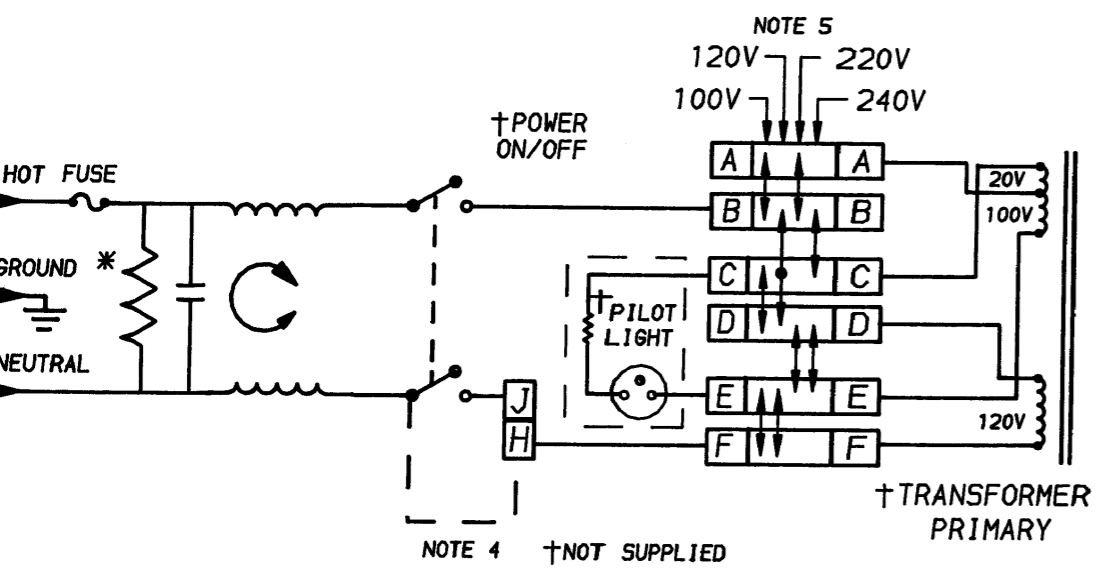 NOTE 5
120V 220V
100V 240V
†POWER
ON/OFF
HOT FUSE
A A
20V
B B
100V
GROUND *
C C
†PILOT
LIGHT
D D
NEUTRAL
J
E E
120V
H
F F
†TRANSFORMER
PRIMARY
NOTE 4 †NOT SUPPLIED